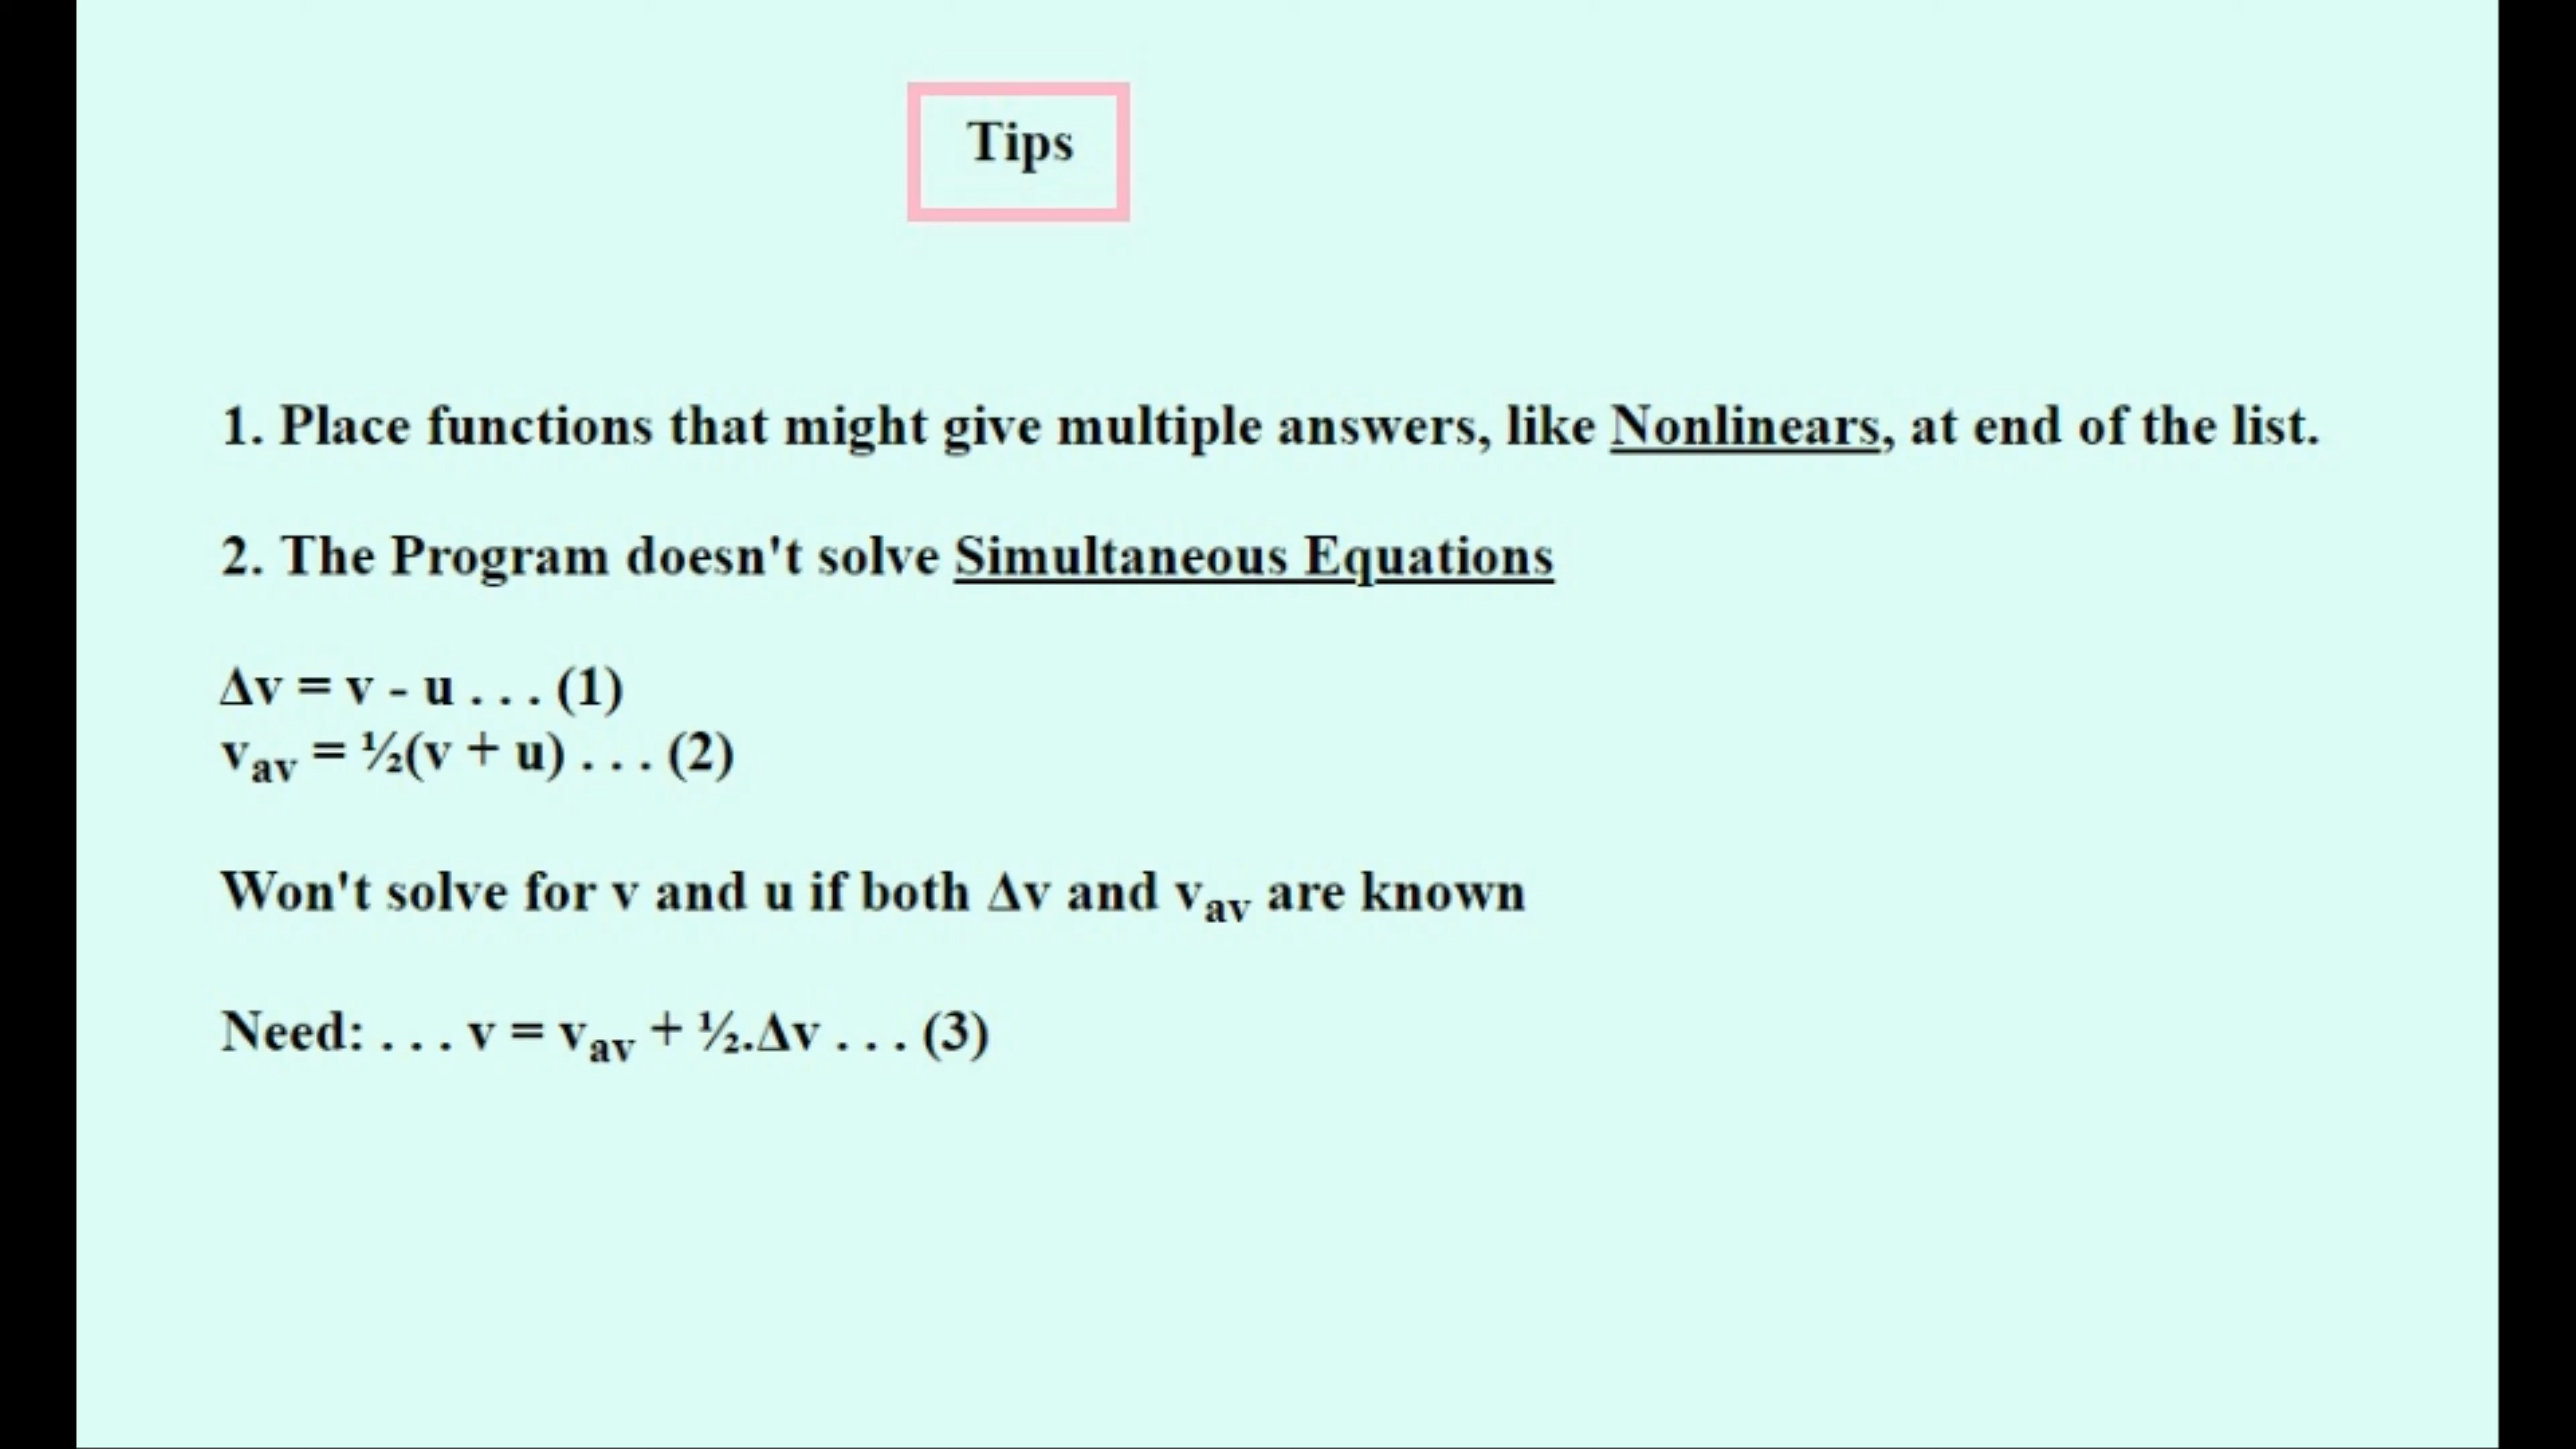 Tips
1. Place functions that might give multiple answers, like Nonlinears, at end of the list.
2. The Program doesn't solve Simultaneous Equations
Δv = v - u . . . (1)
vav = ½(v + u) . . . (2)
Won't solve for v and u if both Δv and vav are known
Need: . . . v = vav + ½.Δv . . . (3)